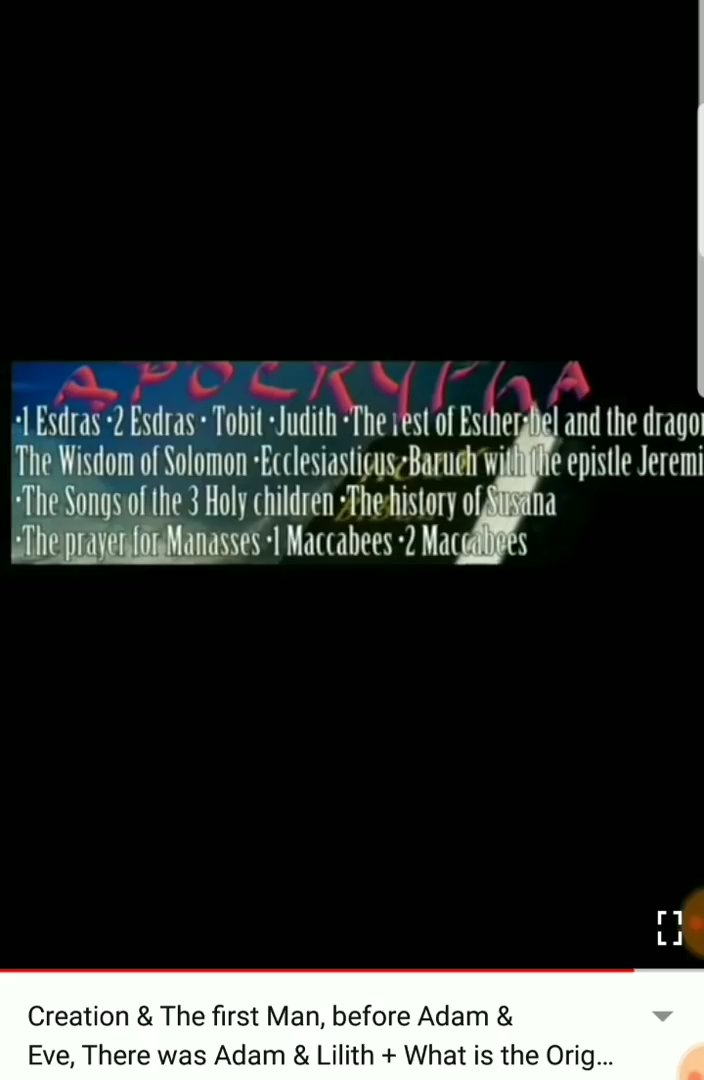 APOCRYPHA
•1 Esdras •2 Esdras • Tobit •Judith •The rest of Esther•bel and the dragon
The Wisdom of Solomon •Ecclesiasticus •Baruch with the epistle Jeremi
•The Songs of the 3 Holy children •The history of Susana
•The prayer for Manasses •1 Maccabees •2 Maccabees
Creation & The first Man, before Adam &
Eve, There was Adam & Lilith + What is the Orig...